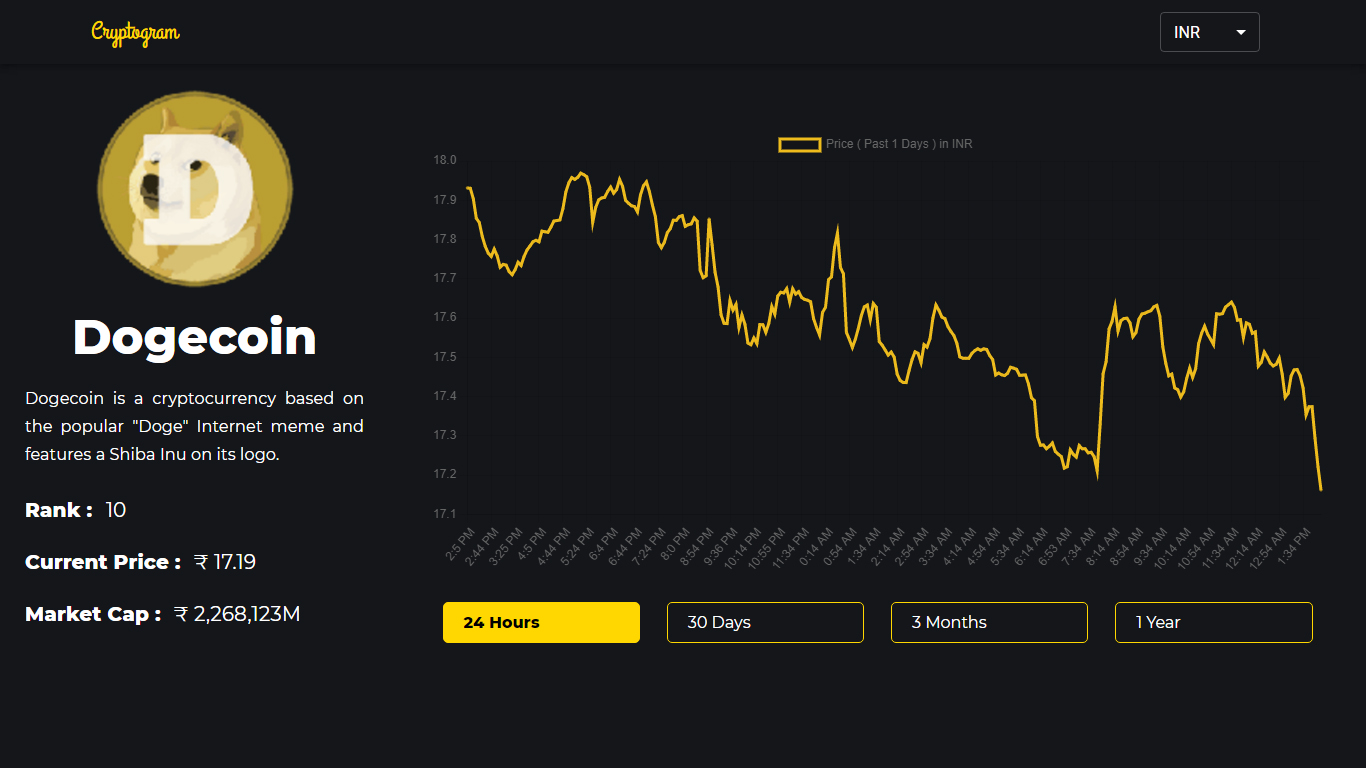 Cryptogram
INR
Dogecoin
Dogecoin is a cryptocurrency based on
the popular "Doge" Internet meme and
features a Shiba Inu on its logo.
Rank : 10
Current Price : ₹ 17.19
Market Cap : ₹ 2,268,123M
Price ( Past 1 Days ) in INR
18.0
17.9
17.8
17.7
17.6
17.5
17.4
17.3
17.2
17.1
2:5 PM
2:44 PM
3:25 PM
4:5 PM
4:44 PM
5:24 PM
6:4 PM
6:44 PM
7:24 PM
8:0 PM
8:54 PM
9:36 PM
10:14 PM
10:55 PM
11:34 PM
0:14 AM
0:54 AM
1:34 AM
2:14 AM
2:54 AM
3:34 AM
4:14 AM
4:54 AM
5:34 AM
6:14 AM
6:53 AM
7:34 AM
8:14 AM
8:54 AM
9:34 AM
10:14 AM
10:54 AM
11:34 AM
12:14 AM
12:54 AM
1:34 PM
24 Hours
30 Days
3 Months
1 Year